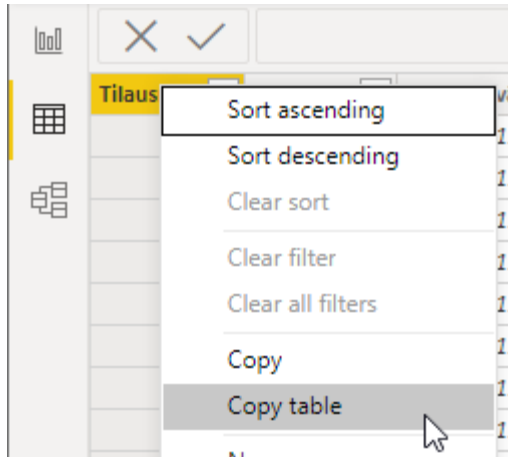 Tilaus
Sort ascending
Sort descending
Clear sort
Clear filter
Clear all filters
Copy
Copy table